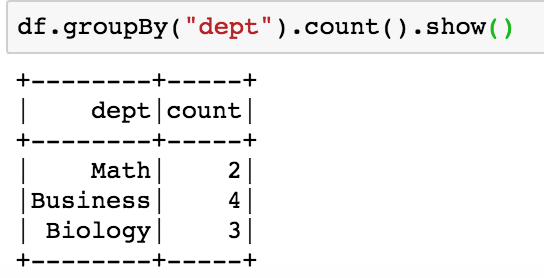 df.groupBy("dept").count().show()
+--------+-----+
|    dept|count|
+--------+-----+
|    Math|    2|
|Business|    4|
| Biology|    3|
+--------+-----+